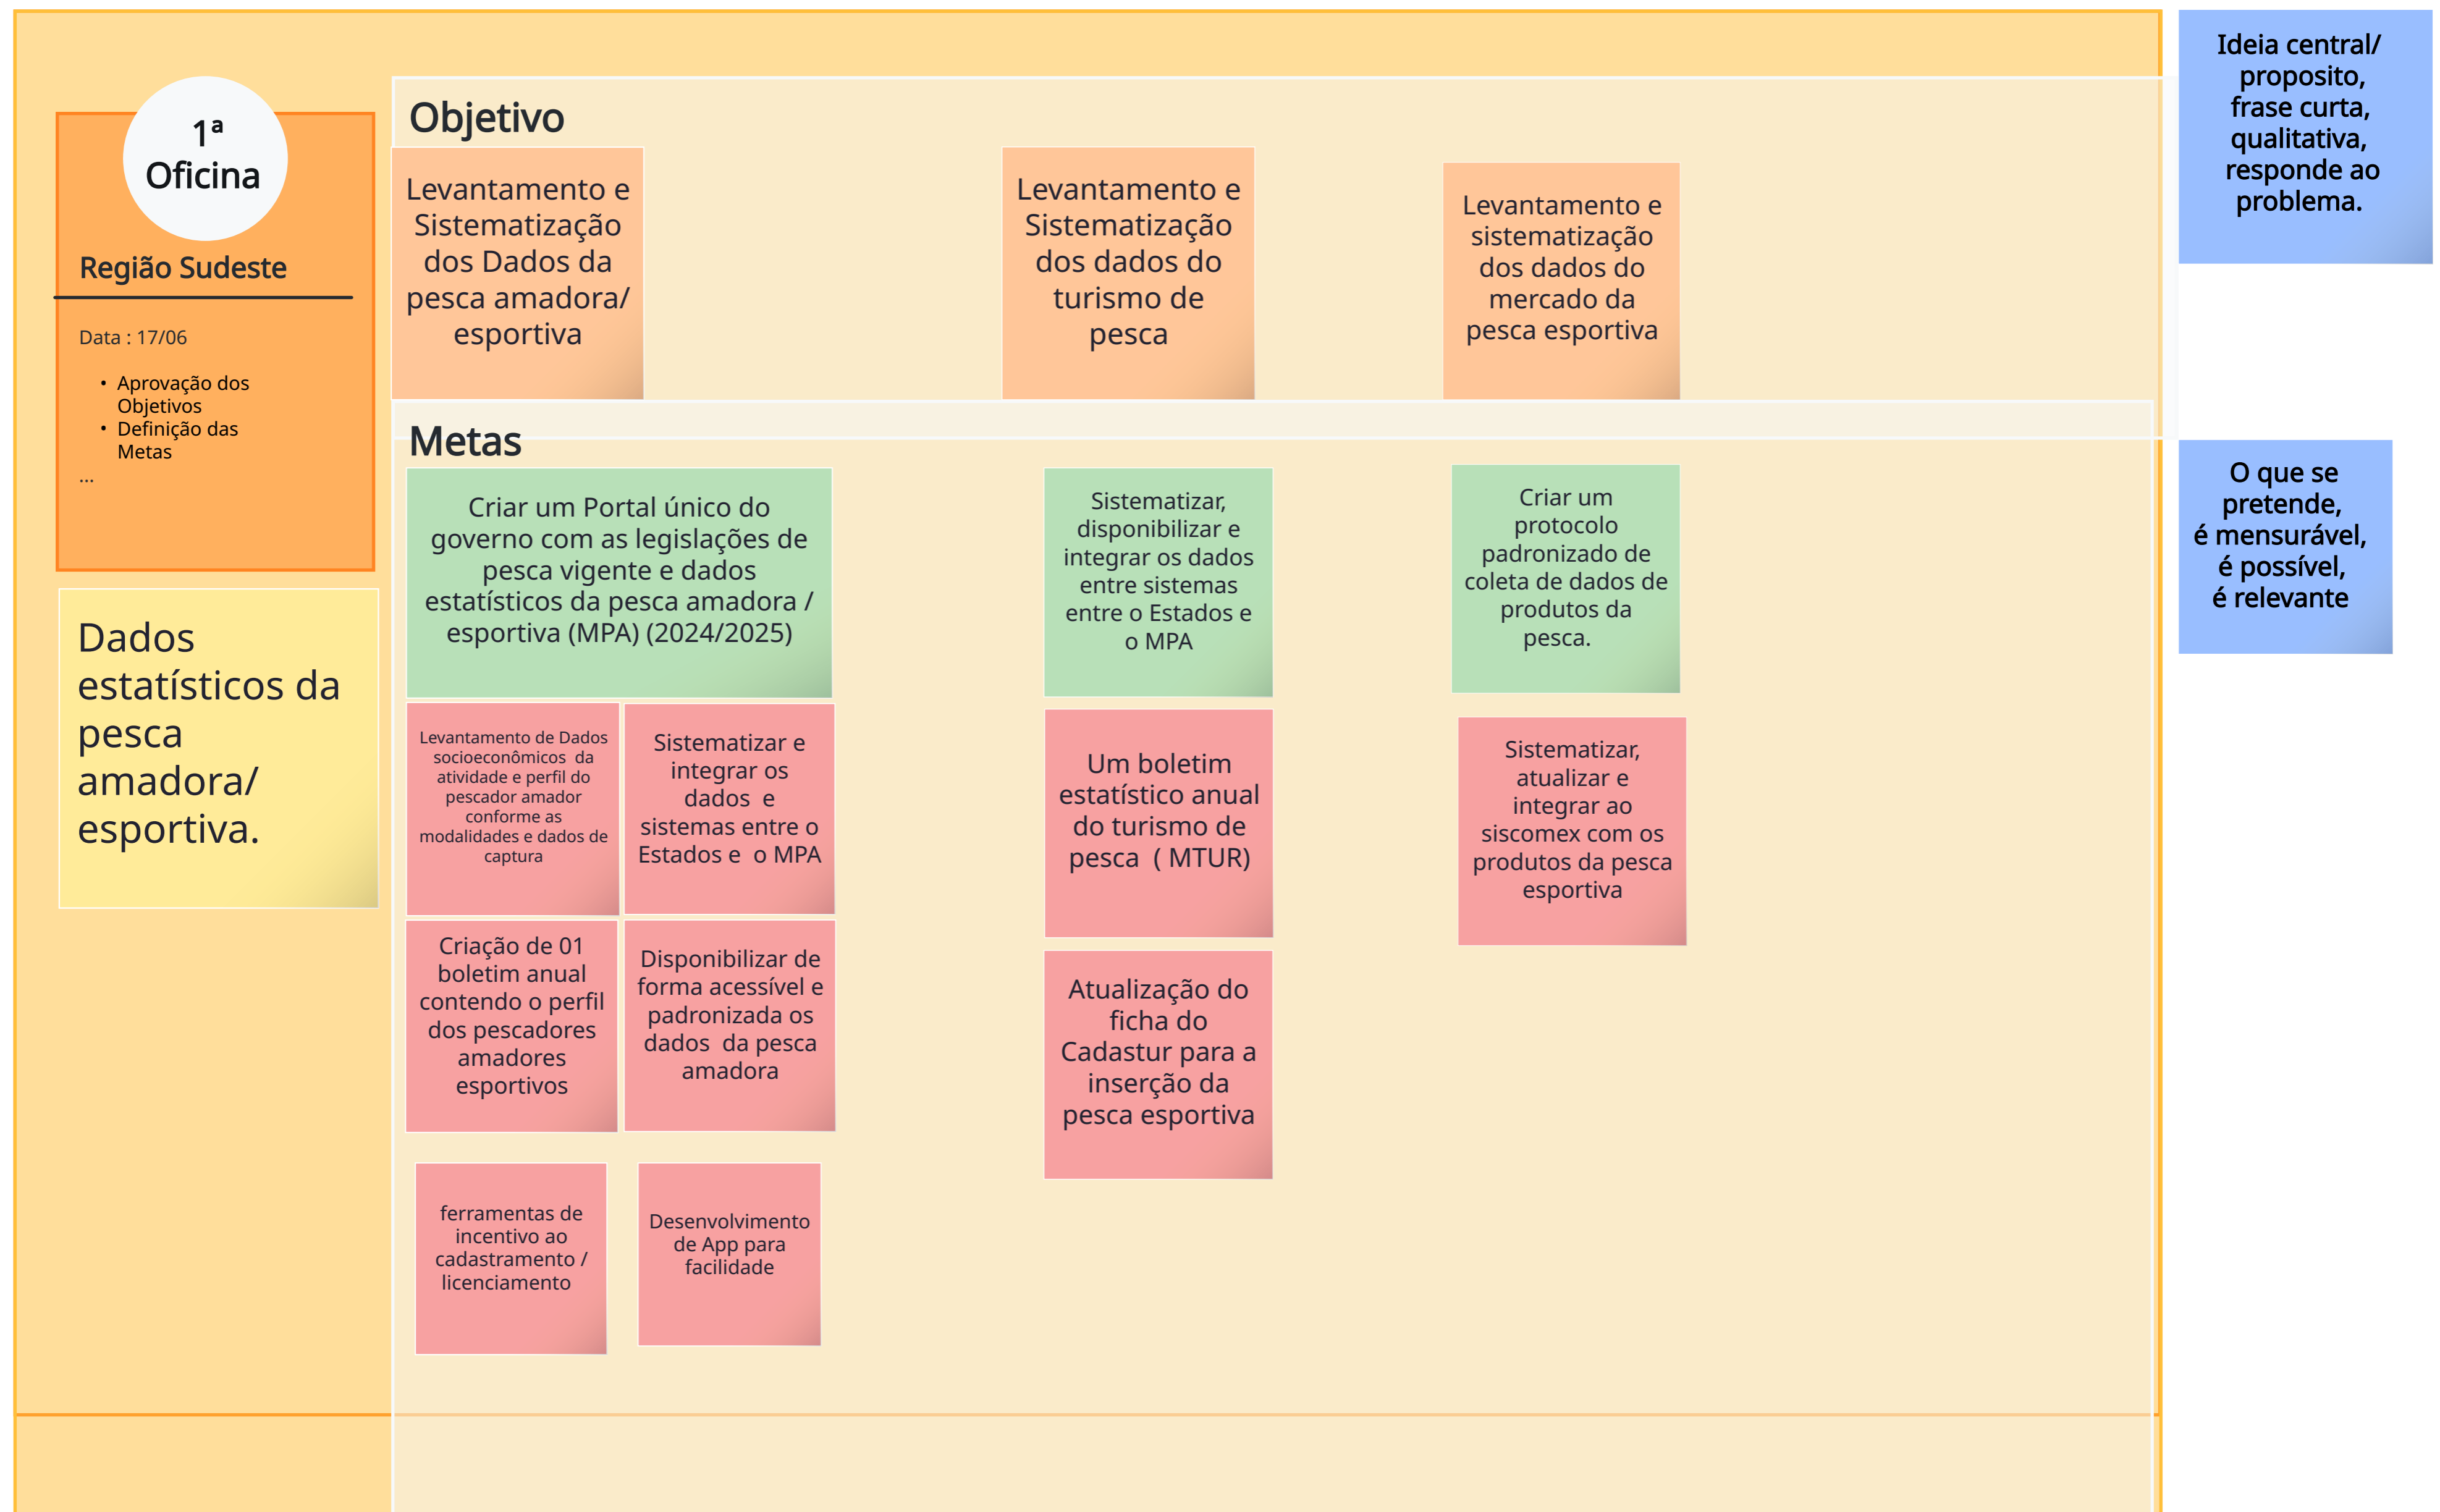 1ª
Oficina
Região Sudeste
Data : 17/06
• Aprovação dos
Objetivos
• Definição das
Metas
...
Dados
estatísticos da
pesca
amadora/
esportiva.
Objetivo
Levantamento e
Sistematização
dos Dados da
pesca amadora/
esportiva
Levantamento e
Sistematização
dos dados do
turismo de
pesca
Levantamento e
sistematização
dos dados do
mercado da
pesca esportiva
Ideia central/
proposito,
frase curta,
qualitativa,
responde ao
problema.
Metas
Criar um Portal único do
governo com as legislações de
pesca vigente e dados
estatísticos da pesca amadora /
esportiva (MPA) (2024/2025)
Sistematizar,
disponibilizar e
integrar os dados
entre sistemas
entre o Estados e
o MPA
Criar um
protocolo
padronizado de
coleta de dados de
produtos da
pesca.
O que se
pretende,
é mensurável,
é possível,
é relevante
Levantamento de Dados
socioeconômicos da
atividade e perfil do
pescador amador
conforme as
modalidades e dados de
captura
Sistematizar e
integrar os
dados e
sistemas entre o
Estados e o MPA
Um boletim
estatístico anual
do turismo de
pesca ( MTUR)
Sistematizar,
atualizar e
integrar ao
siscomex com os
produtos da pesca
esportiva
Criação de 01
boletim anual
contendo o perfil
dos pescadores
amadores
esportivos
Disponibilizar de
forma acessível e
padronizada os
dados da pesca
amadora
Atualização do
ficha do
Cadastur para a
inserção da
pesca esportiva
ferramentas de
incentivo ao
cadastramento /
licenciamento
Desenvolvimento
de App para
facilidade